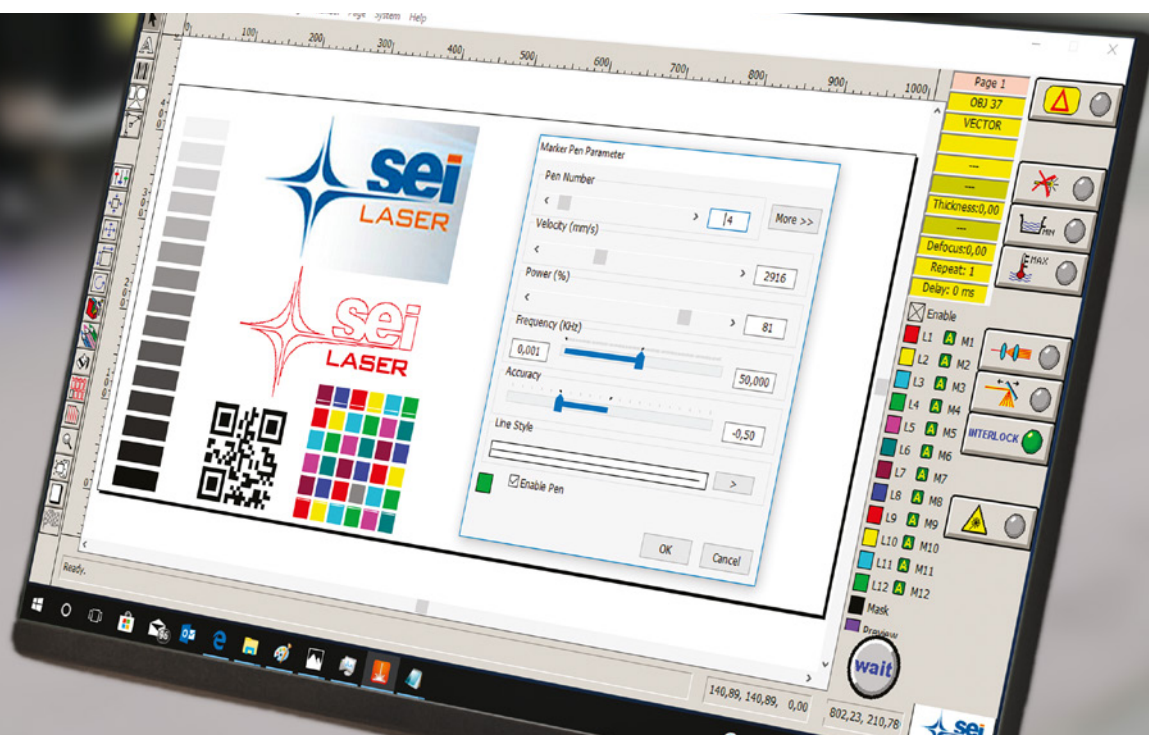 Page System Help
0 100 200 300 400 500 600 700 800 900 1000
sei
LASER
sei
LASER
Marker Pen Parameter
Pen Number
< > 4 More >>
Velocity (mm/s)
< > 2916
Power (%)
< > 81
Frequency (KHz)
0,001 50,000
Accuracy
-0,50
Line Style
>
Enable Pen
OK Cancel
Page 1
OBJ 37
VECTOR
---
---
Thickness:0,00
---
Defocus:0,00
Repeat: 1
Delay: 0 ms
Enable
L1 A M1
L2 A M2
L3 A M3
L4 A M4
L5 A M5
L6 A M6
L7 A M7
L8 A M8
L9 A M9
L10 A M10
L11 A M11
L12 A M12
Mask
Preview
MIN
MAX
INTERLOCK
wait
Ready.
86
140,89, 140,89, 0,00
802,23, 210,78
sei